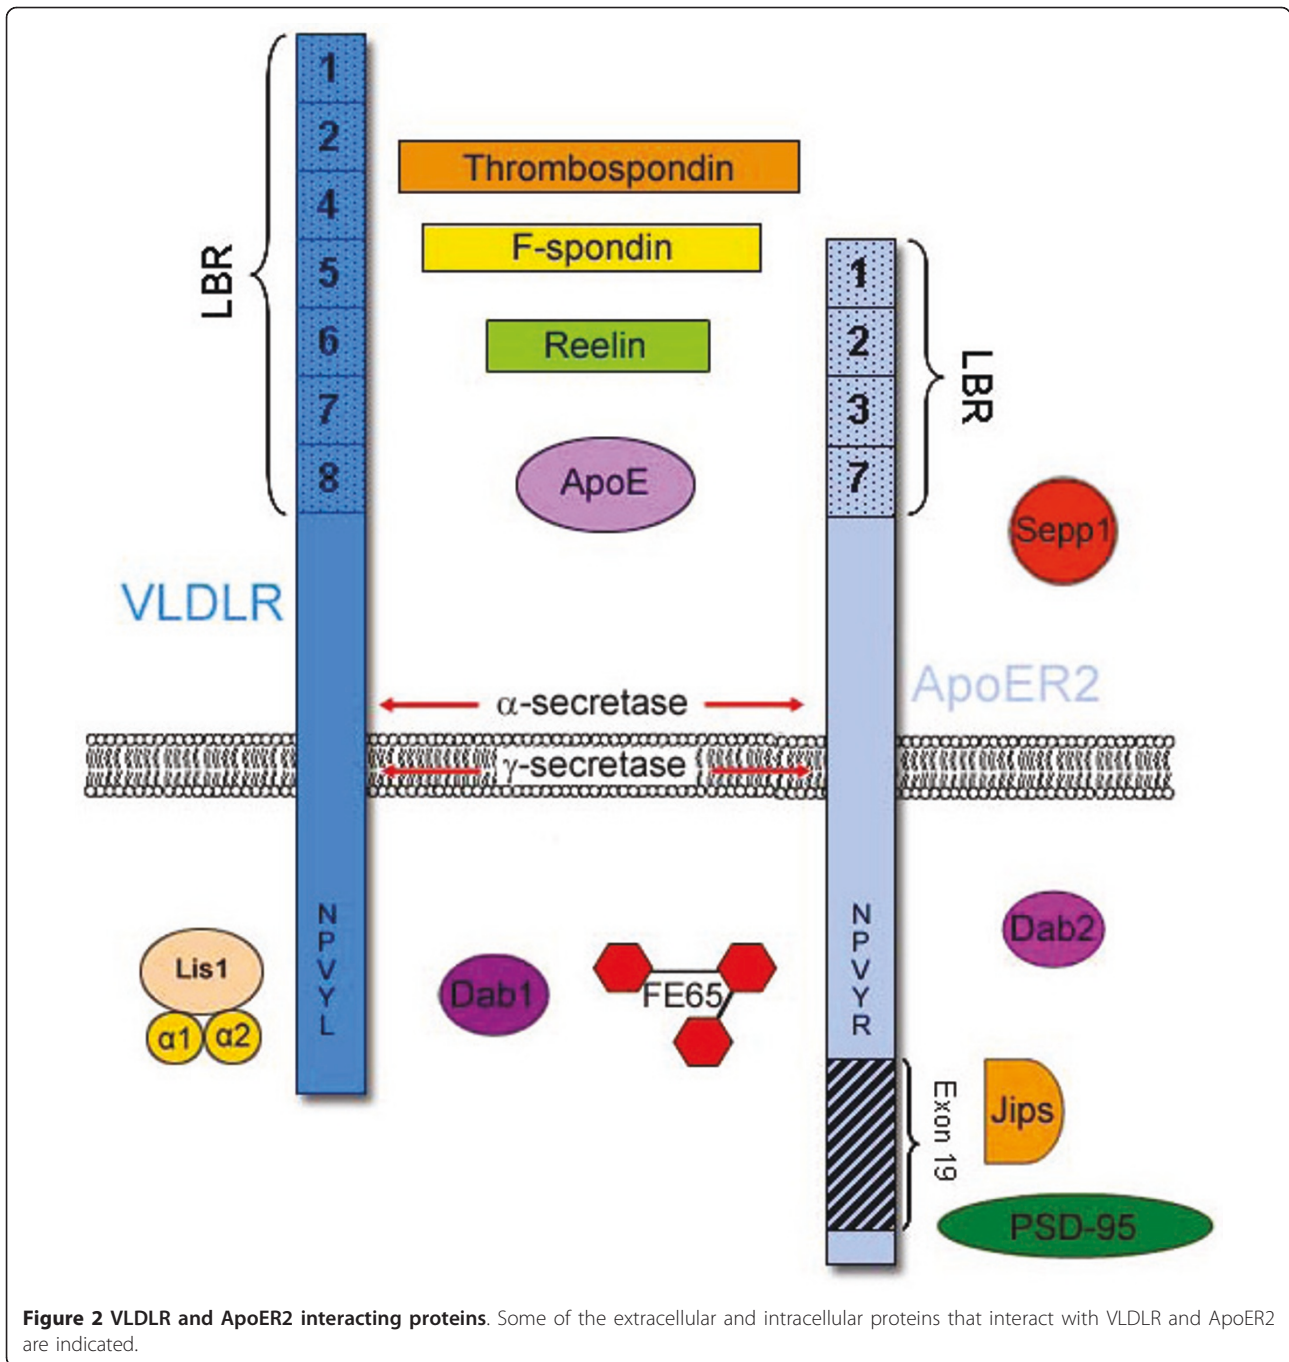 1
2
4
5
6
7
8
LBR
VLDLR
Thrombospondin
F-spondin
Reelin
ApoE
1
2
3
7
LBR
Sepp1
ApoER2
α-secretase
γ-secretase
N
P
V
Y
L
Lis1
α1 α2
Dab1
FE65
N
P
V
Y
R
Dab2
Exon 19
Jips
PSD-95
Figure 2 VLDLR and ApoER2 interacting proteins. Some of the extracellular and intracellular proteins that interact with VLDLR and ApoER2
are indicated.